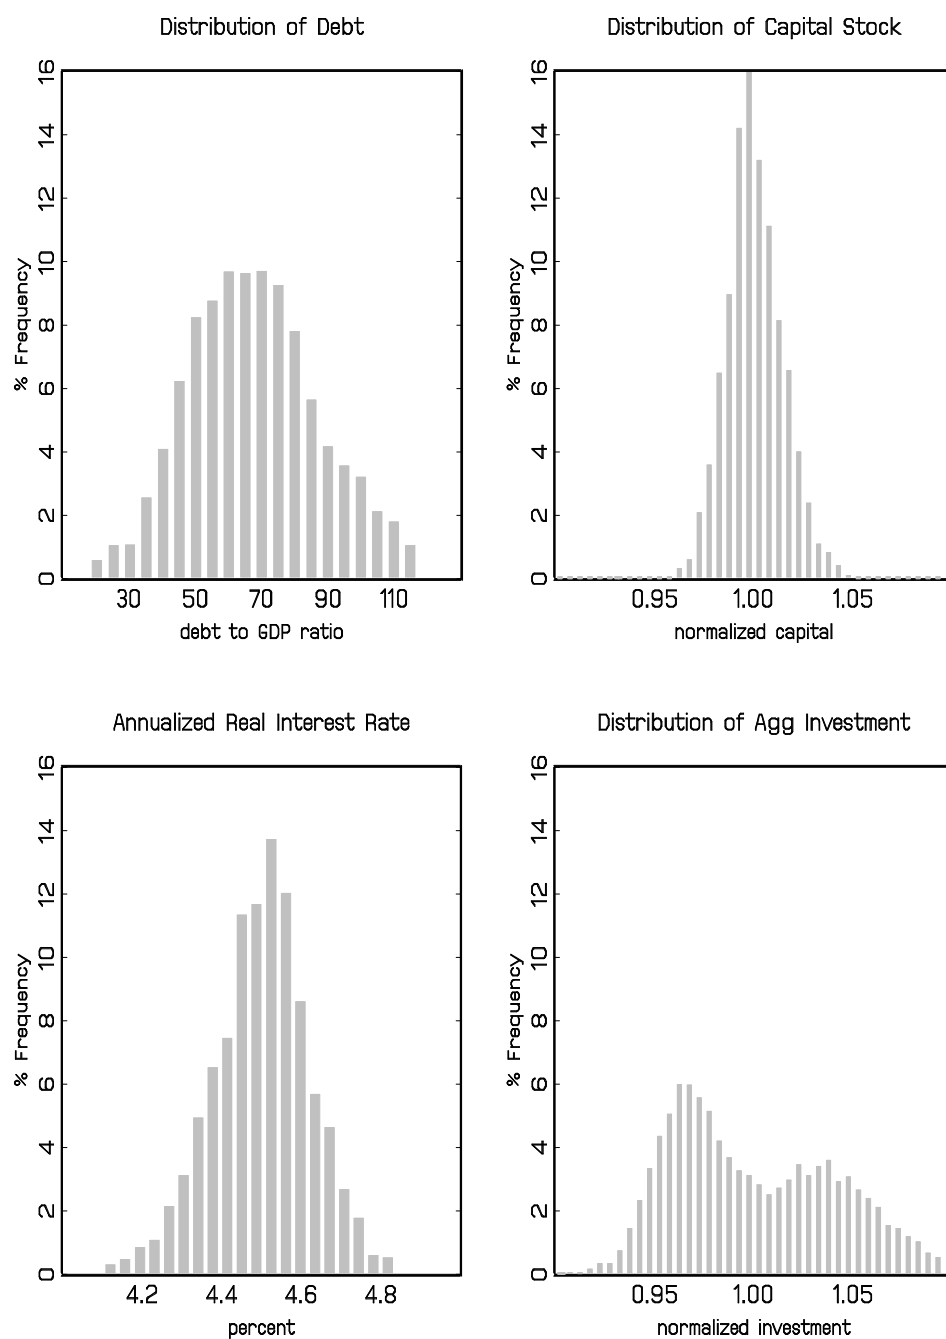 Distribution of Debt
16
14
12
10
8
6
4
2
0
% Frequency
30 50 70 90 110
debt to GDP ratio
Distribution of Capital Stock
16
14
12
10
8
6
4
2
0
% Frequency
0.95 1.00 1.05
normalized capital
Annualized Real Interest Rate
16
14
12
10
8
6
4
2
0
% Frequency
4.2 4.4 4.6 4.8
percent
Distribution of Agg Investment
16
14
12
10
8
6
4
2
0
% Frequency
0.95 1.00 1.05
normalized investment